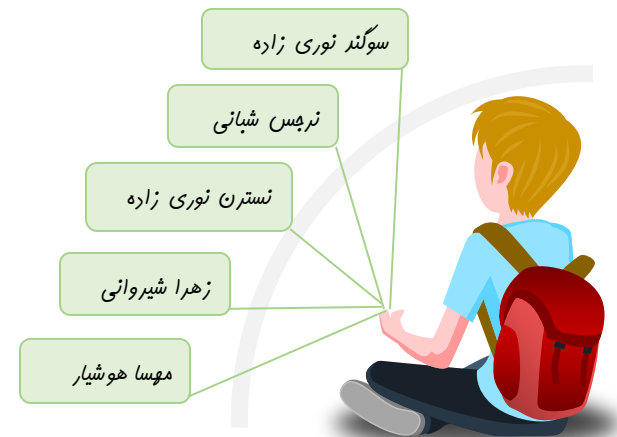 سوگند نوری زاده
نرجس شبانی
نسترن نوری زاده
زهرا شیروانی
مهسا هوشیار